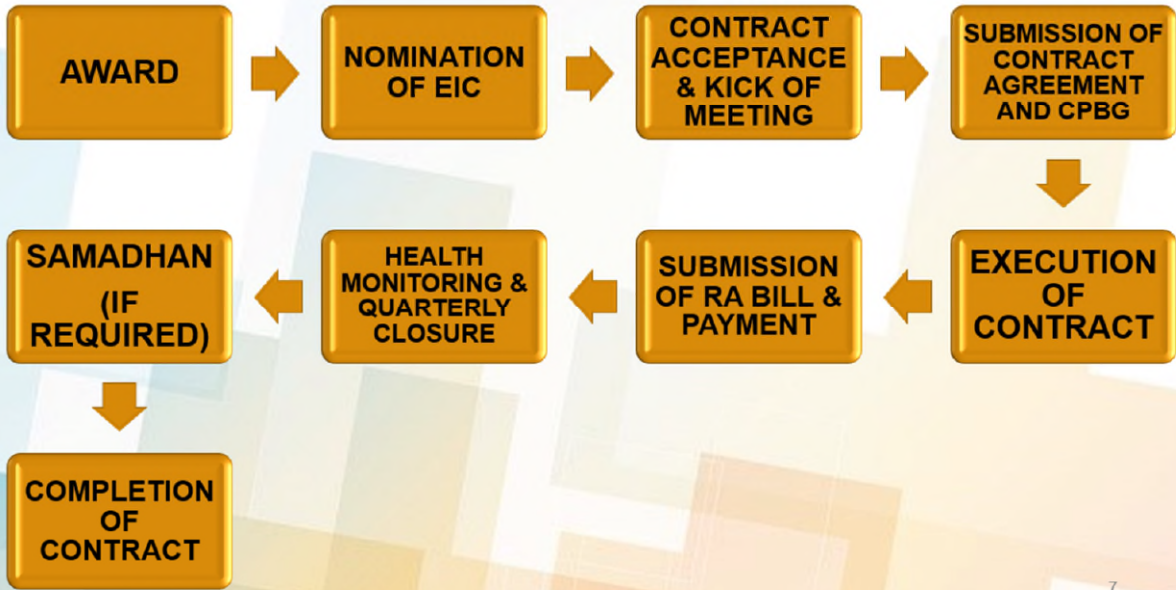 AWARD
NOMINATION
OF EIC
CONTRACT
ACCEPTANCE
& KICK OF
MEETING
SUBMISSION OF
CONTRACT
AGREEMENT
AND CPBG
EXECUTION
OF
CONTRACT
SUBMISSION
OF RA BILL &
PAYMENT
HEALTH
MONITORING &
QUARTERLY
CLOSURE
SAMADHAN
(IF
REQUIRED)
COMPLETION
OF
CONTRACT
7